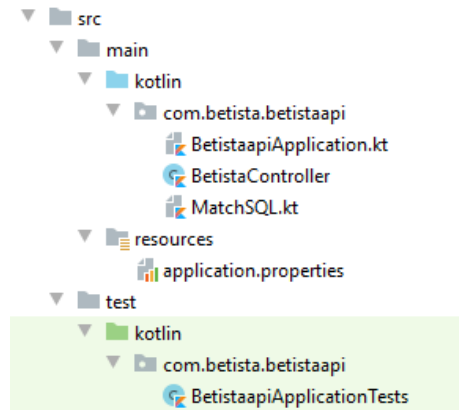 src
main
kotlin
com.betista.betistaapi
BetistaapiApplication.kt
BetistaController
MatchSQL.kt
resources
application.properties
test
kotlin
com.betista.betistaapi
BetistaapiApplicationTests